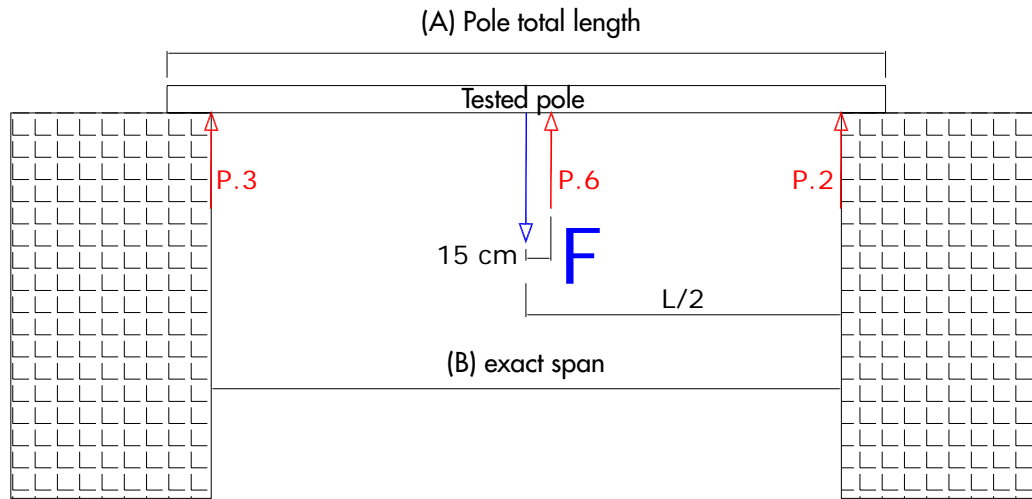 (A) Pole total length
Tested pole
P.3
P.6
P.2
15 cm
F
L/2
(B) exact span